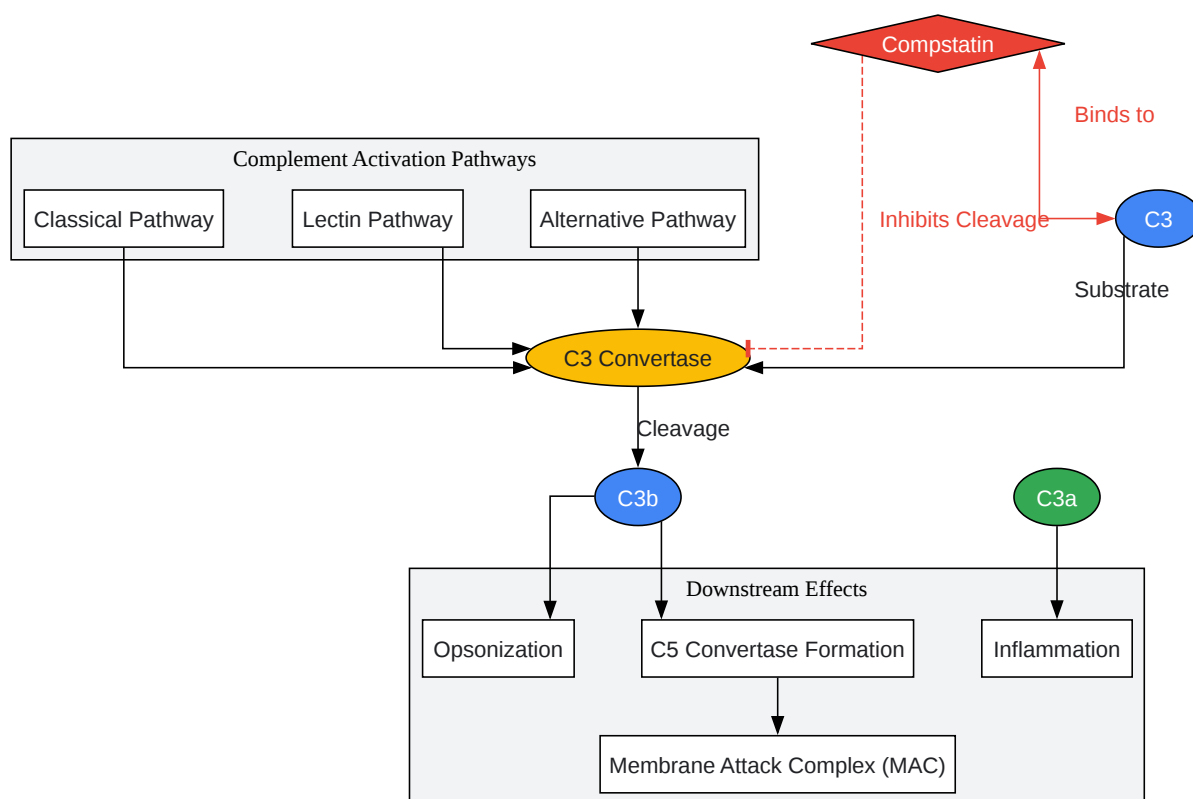 Compstatin
Binds to
Complement Activation Pathways
Classical Pathway
Lectin Pathway
Alternative Pathway
Inhibits Cleavage
C3
Substrate
C3 Convertase
Cleavage
C3b
C3a
Downstream Effects
Opsonization
C5 Convertase Formation
Inflammation
Membrane Attack Complex (MAC)